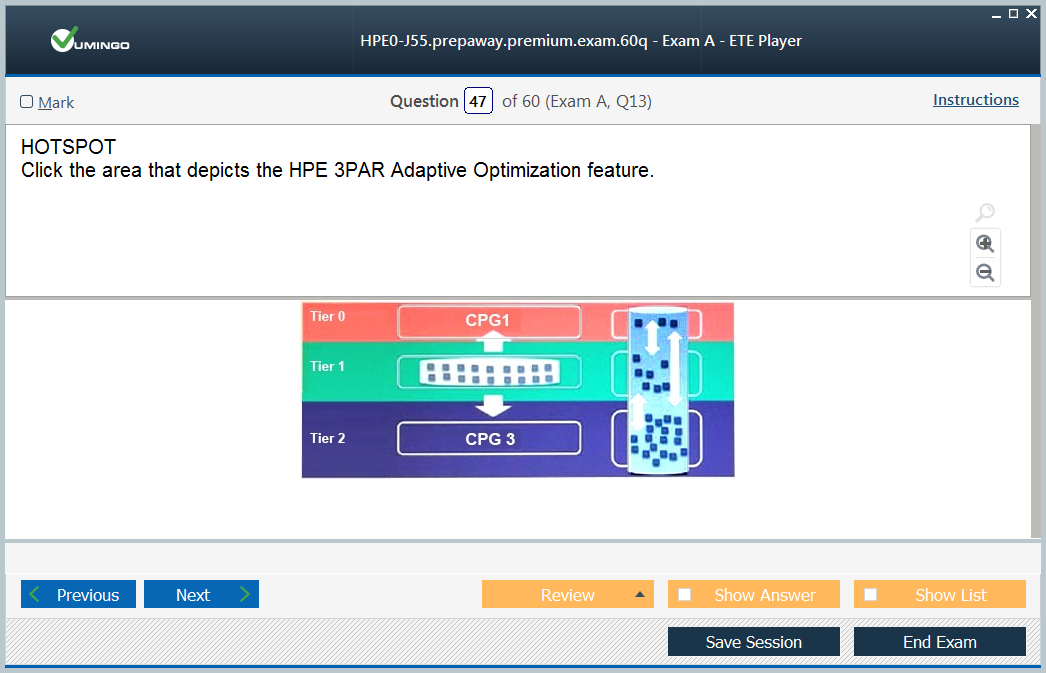 VUMINGO
HPE0-J55.prepaway.premium.exam.60q - Exam A - ETE Player
Mark
Question 47 of 60 (Exam A, Q13)
Instructions
HOTSPOT
Click the area that depicts the HPE 3PAR Adaptive Optimization feature.
Tier 0
CPG1
Tier 1
Tier 2
CPG 3
Previous
Next
Review
Show Answer
Show List
Save Session
End Exam